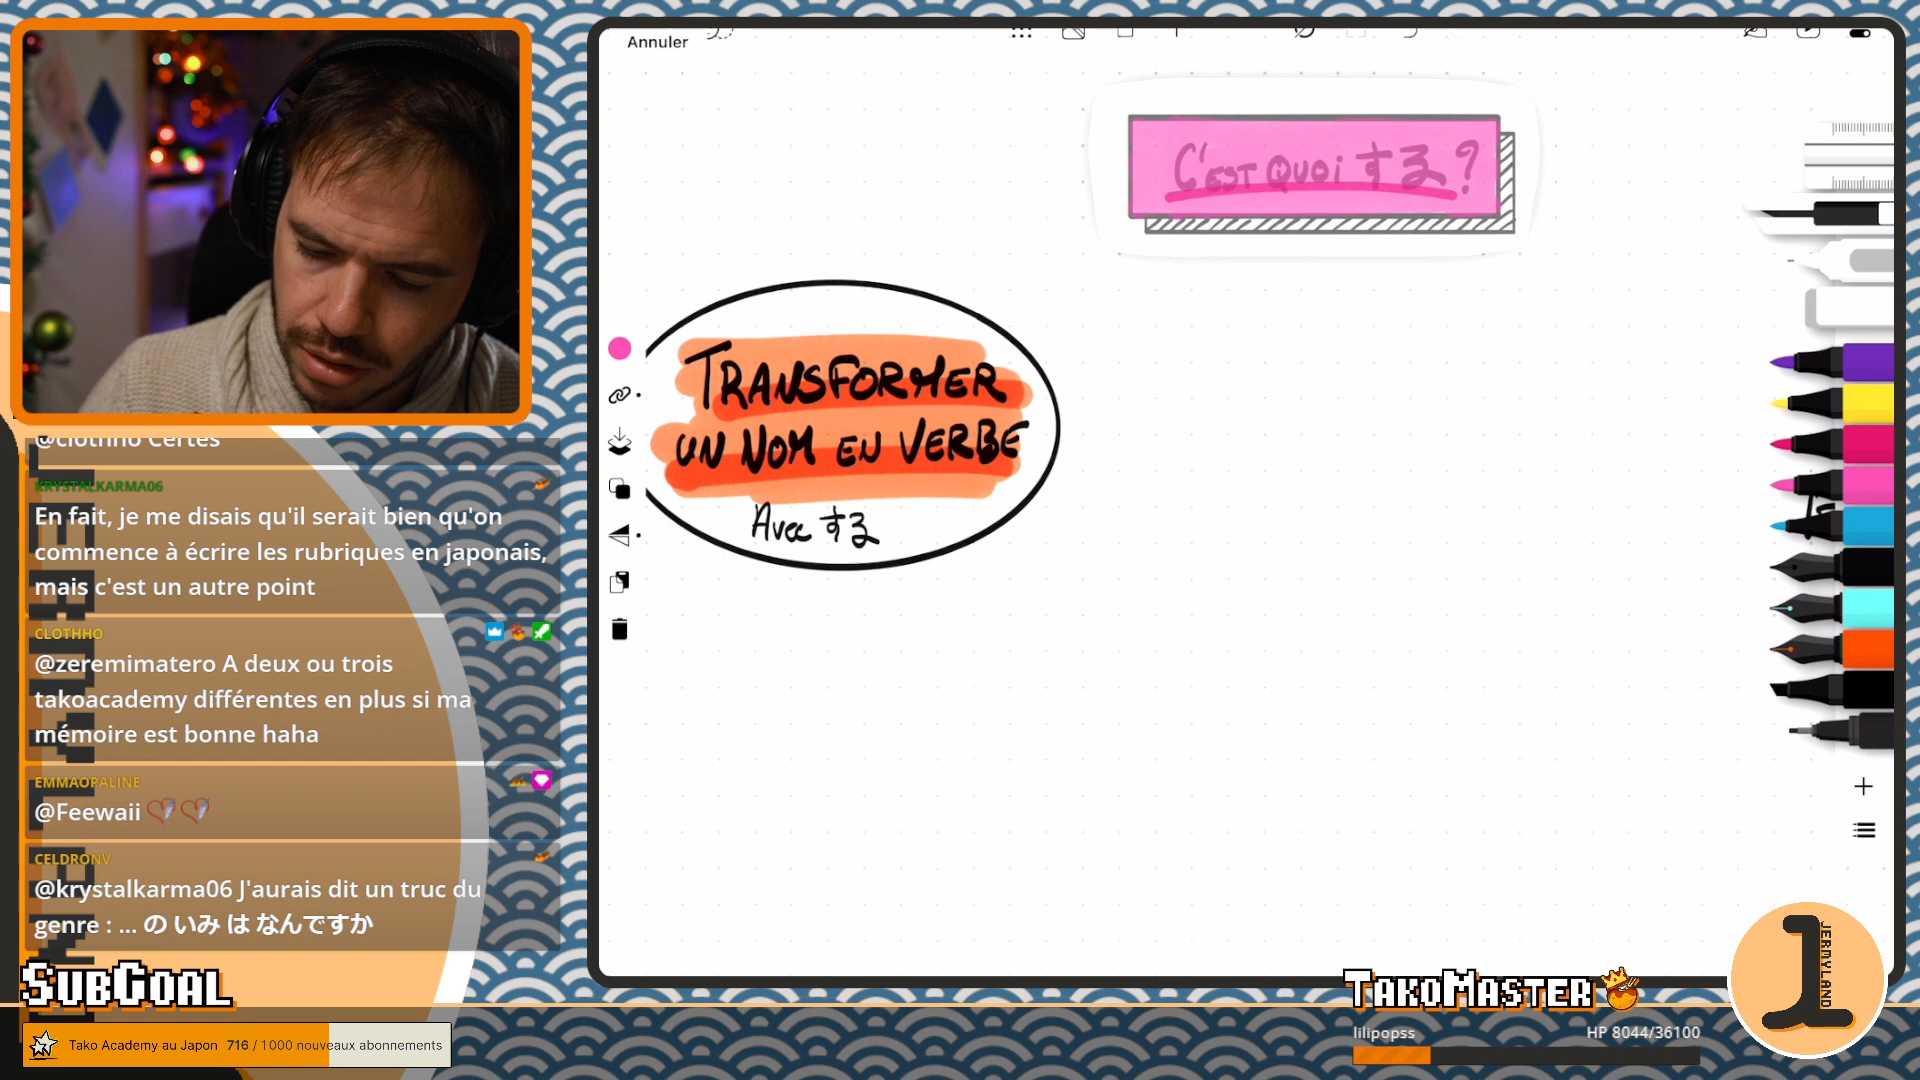 Annuler
C'EST QUOI する ?
TRANSFORMER
UN NOM EN VERBE
Avec する
@clothho Certes
KRYSTALKARMA06
En fait, je me disais qu'il serait bien qu'on
commence à écrire les rubriques en japonais,
mais c'est un autre point
CLOTHHO
@zeremimatero A deux ou trois
takoacademy différentes en plus si ma
mémoire est bonne haha
EMMAOPALINE
@Feewaii
CELDRONV
@krystalkarma06 J'aurais dit un truc du
genre : ... の いみ は なんですか
SUBGOAL
Tako Academy au Japon 716 / 1000 nouveaux abonnements
TAKOMASTER
lilipopss HP 8044/36100
JERMYLAND